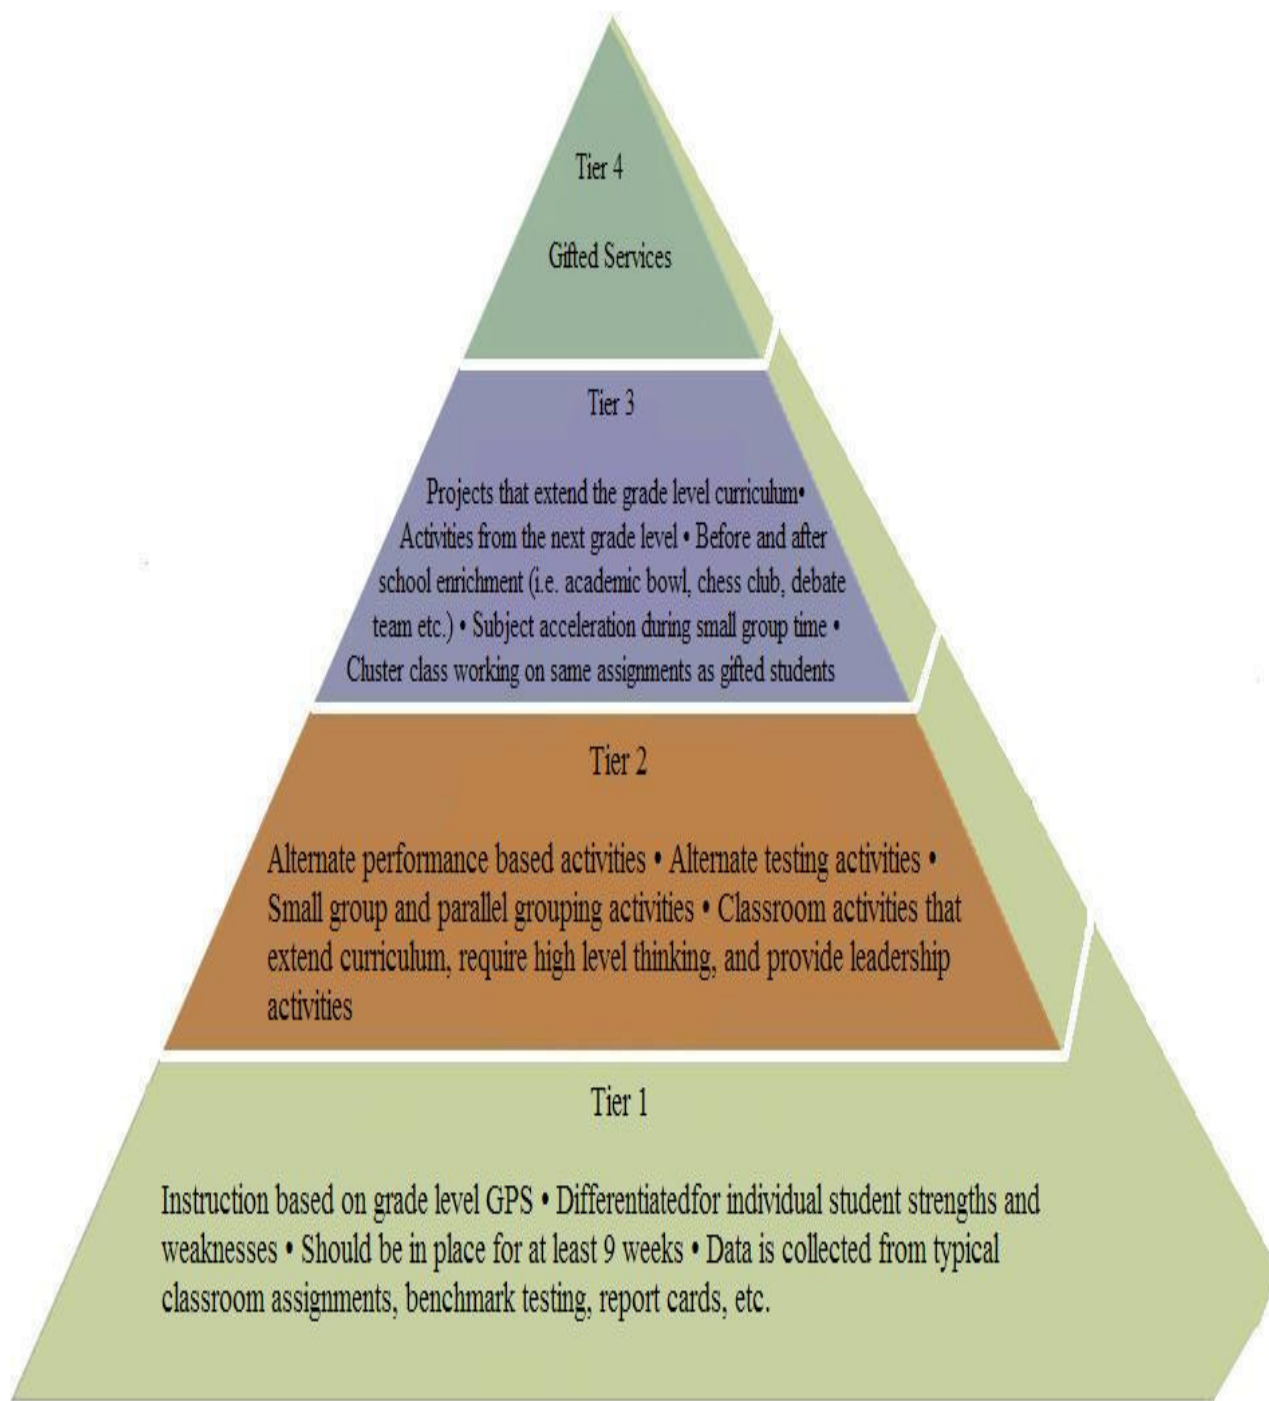 Tier 4
Gifted Services
Tier 3
Projects that extend the grade level curriculum•
Activities from the next grade level • Before and after
school enrichment (i.e. academic bowl, chess club, debate
team etc.) • Subject acceleration during small group time •
Cluster class working on same assignments as gifted students
Tier 2
Alternate performance based activities • Alternate testing activities •
Small group and parallel grouping activities • Classroom activities that
extend curriculum, require high level thinking, and provide leadership
activities
Tier 1
Instruction based on grade level GPS • Differentiatedfor individual student strengths and
weaknesses • Should be in place for at least 9 weeks • Data is collected from typical
classroom assignments, benchmark testing, report cards, etc.